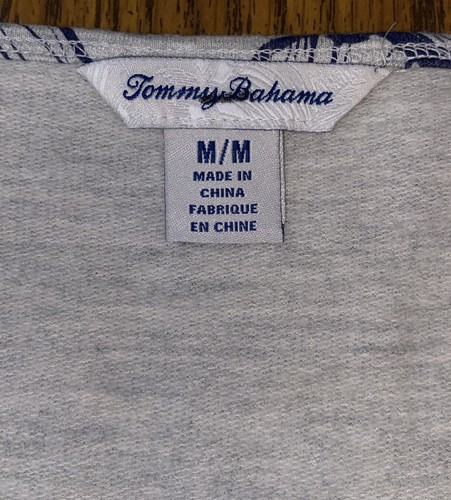 Tommy Bahama
M/M
MADE IN
CHINA
FABRIQUE
EN CHINE